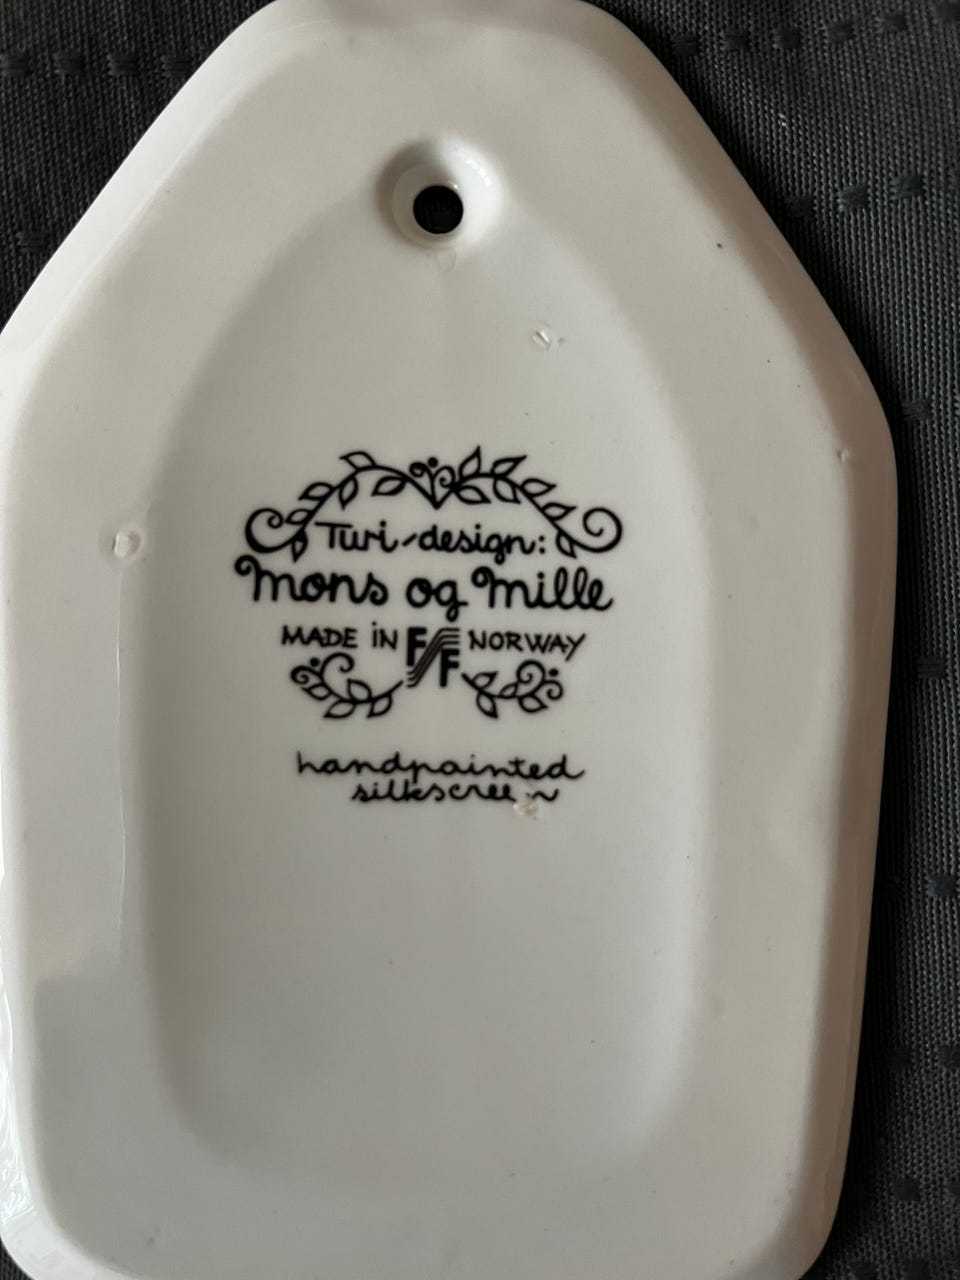 Turi-design:
mons og mille
MADE iN FF NORWAY
handpainted
silkscreen